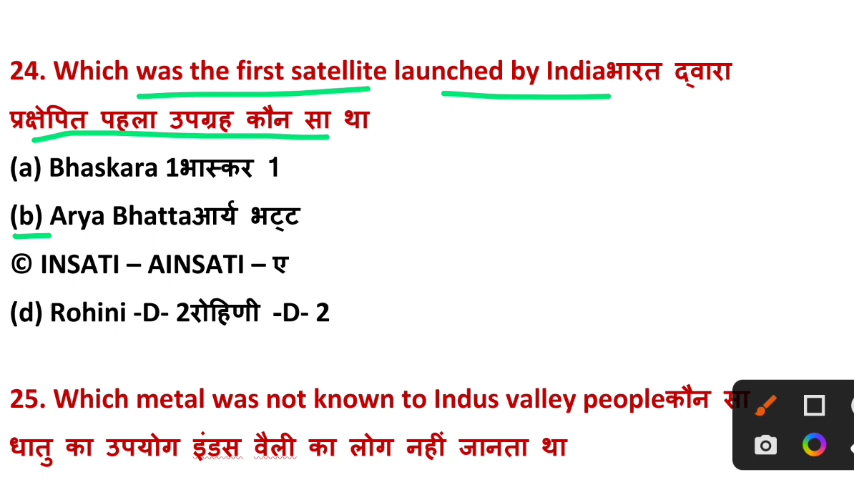 24. Which was the first satellite launched by Indiaभारत द्वारा
प्रक्षेपित पहला उपग्रह कौन सा था
(a) Bhaskara 1भास्कर 1
(b) Arya Bhattaआर्य भट्ट
© INSATI – AINSATI – ए
(d) Rohini -D- 2रोहिणी -D- 2
25. Which metal was not known to Indus valley peopleकौन सा
धातु का उपयोग इंडस वैली का लोग नहीं जानता था